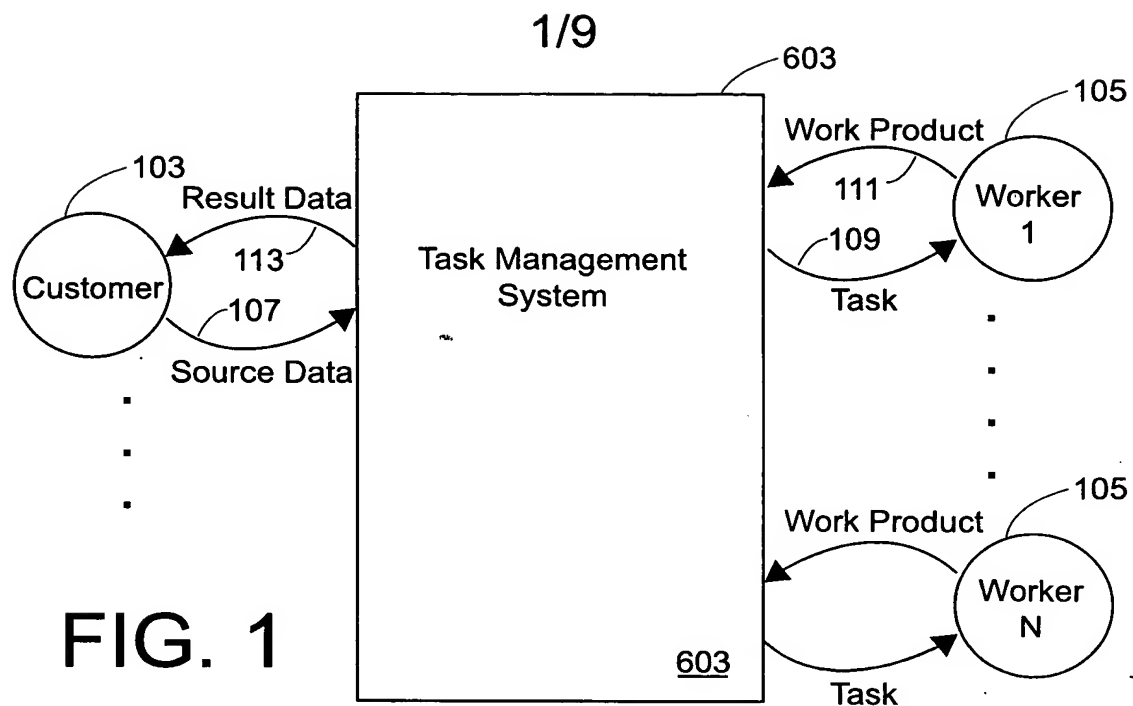 1/9
603
105
Work Product
103
Result Data
111
Worker
1
113
109
Task Management
System
Customer
107
Task
Source Data
105
Work Product
Worker
N
FIG. 1
603
Task